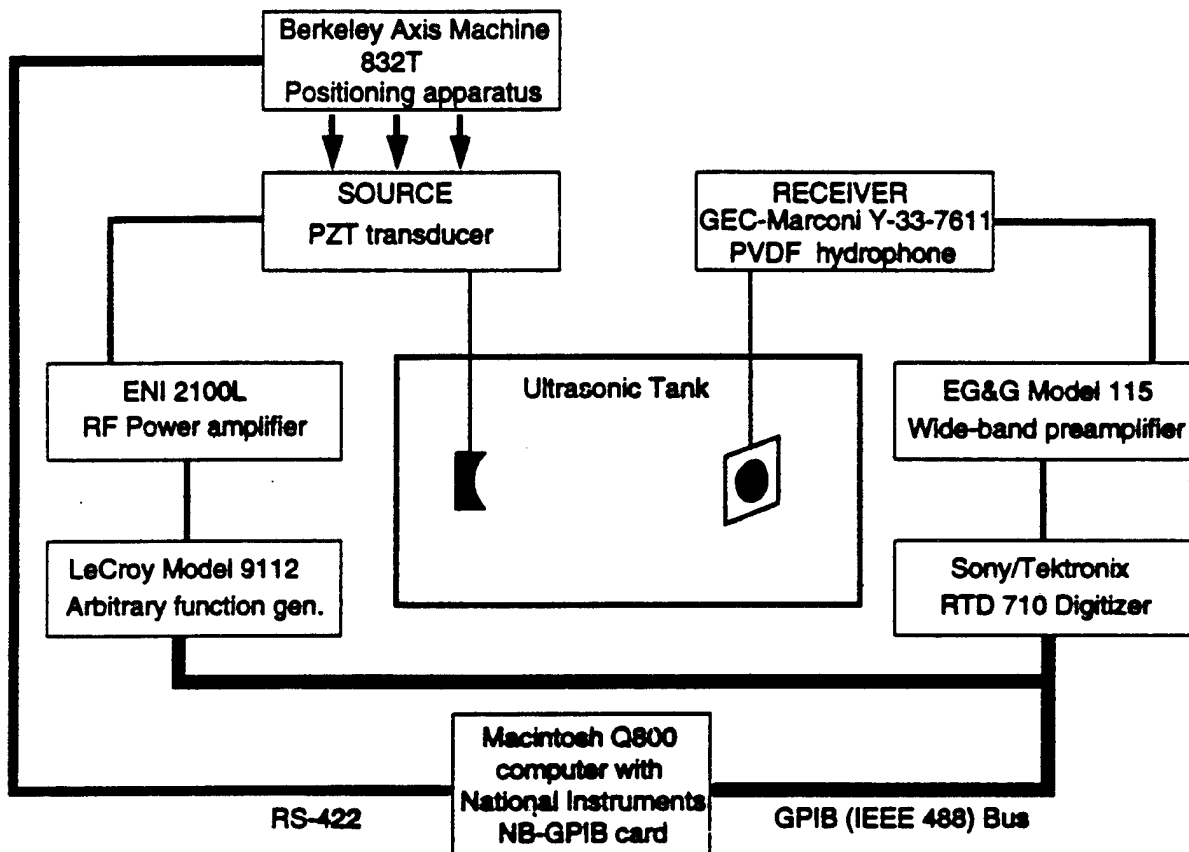 Berkeley Axis Machine
832T
Positioning apparatus
SOURCE
PZT transducer
RECEIVER
GEC-Marconi Y-33-7611
PVDF hydrophone
ENI 2100L
RF Power amplifier
Ultrasonic Tank
EG&G Model 115
Wide-band preamplifier
LeCroy Model 9112
Arbitrary function gen.
Sony/Tektronix
RTD 710 Digitizer
Macintosh Q800
computer with
National Instruments
NB-GPIB card
RS-422
GPIB (IEEE 488) Bus